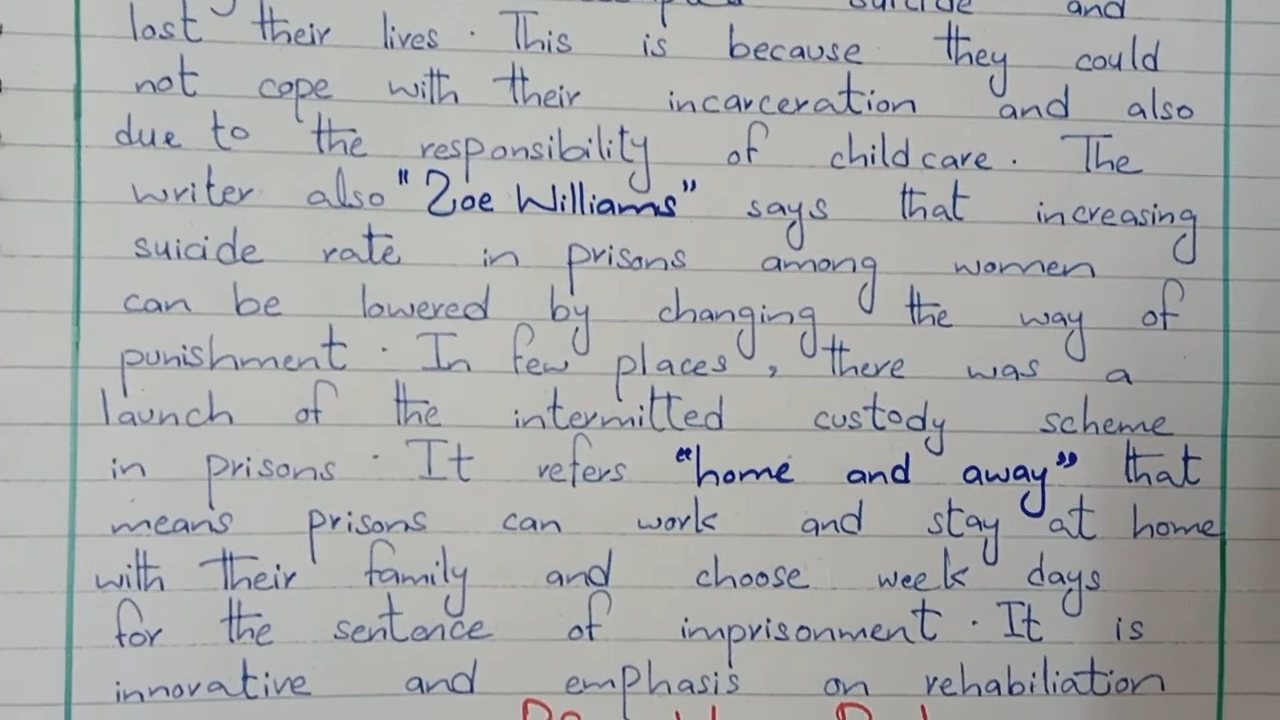 suicide and
lost their lives. This is because they could
not cope with their incarceration and also
due to the responsibility of childcare. The
writer also "Zoe Williams" says that increasing
suicide rate in prisons among women
can be lowered by changing the way of
punishment. In few places, there was a
launch of the intermitted custody scheme
in prisons. It refers "home and away" that
means prisons can work and stay at home
with their family and choose week days
for the sentence of imprisonment. It is
innovative and emphasis on rehabiliation